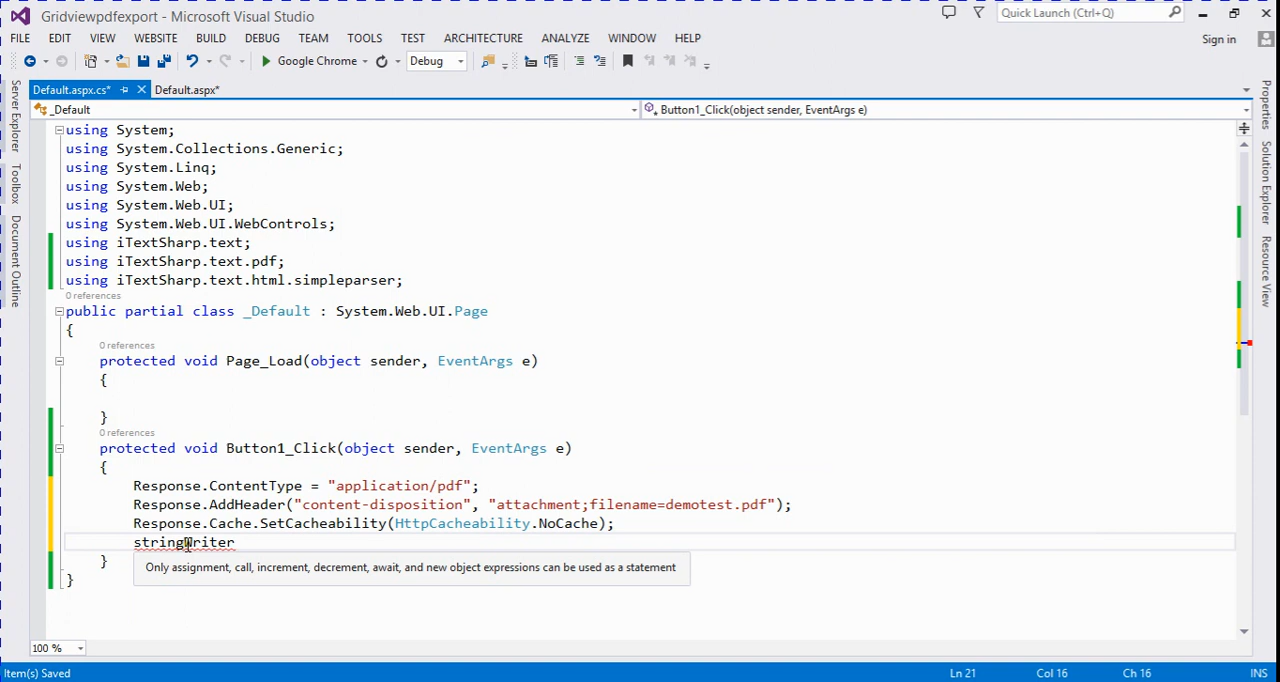 Gridviewpdfexport - Microsoft Visual Studio
Quick Launch (Ctrl+Q)
FILE EDIT VIEW WEBSITE BUILD DEBUG TEAM TOOLS TEST ARCHITECTURE ANALYZE WINDOW HELP
Sign in
Google Chrome
Debug
Default.aspx.cs*
Default.aspx*
_Default
Button1_Click(object sender, EventArgs e)
Server Explorer
Toolbox
Document Outline
using System;
using System.Collections.Generic;
using System.Linq;
using System.Web;
using System.Web.UI;
using System.Web.UI.WebControls;
using iTextSharp.text;
using iTextSharp.text.pdf;
using iTextSharp.text.html.simpleparser;
0 references
public partial class _Default : System.Web.UI.Page
{
0 references
protected void Page_Load(object sender, EventArgs e)
{
}
0 references
protected void Button1_Click(object sender, EventArgs e)
{
Response.ContentType = "application/pdf";
Response.AddHeader("content-disposition", "attachment;filename=demotest.pdf");
Response.Cache.SetCacheability(HttpCacheability.NoCache);
stringWriter
}
Only assignment, call, increment, decrement, await, and new object expressions can be used as a statement
}
Properties
Solution Explorer
Resource View
100 %
Item(s) Saved
Ln 21
Col 16
Ch 16
INS